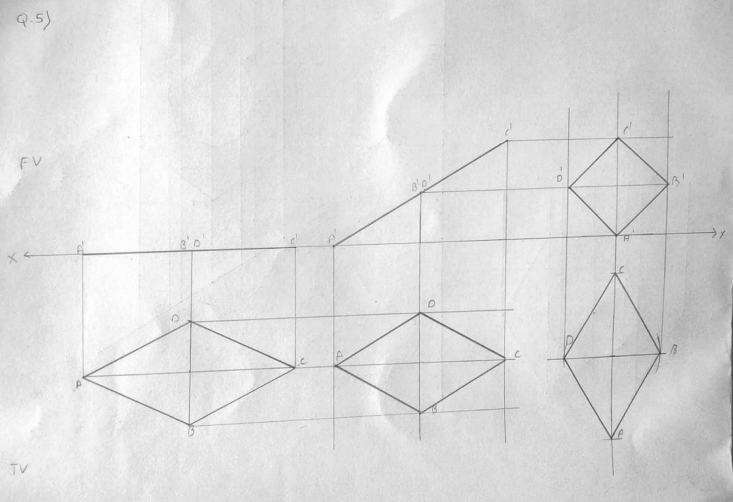 Q.5)
FV
C' C'
B' D' D' B'
X A' B' D' C' A' A' Y
C
D D
A C A C D B
B B A
TV